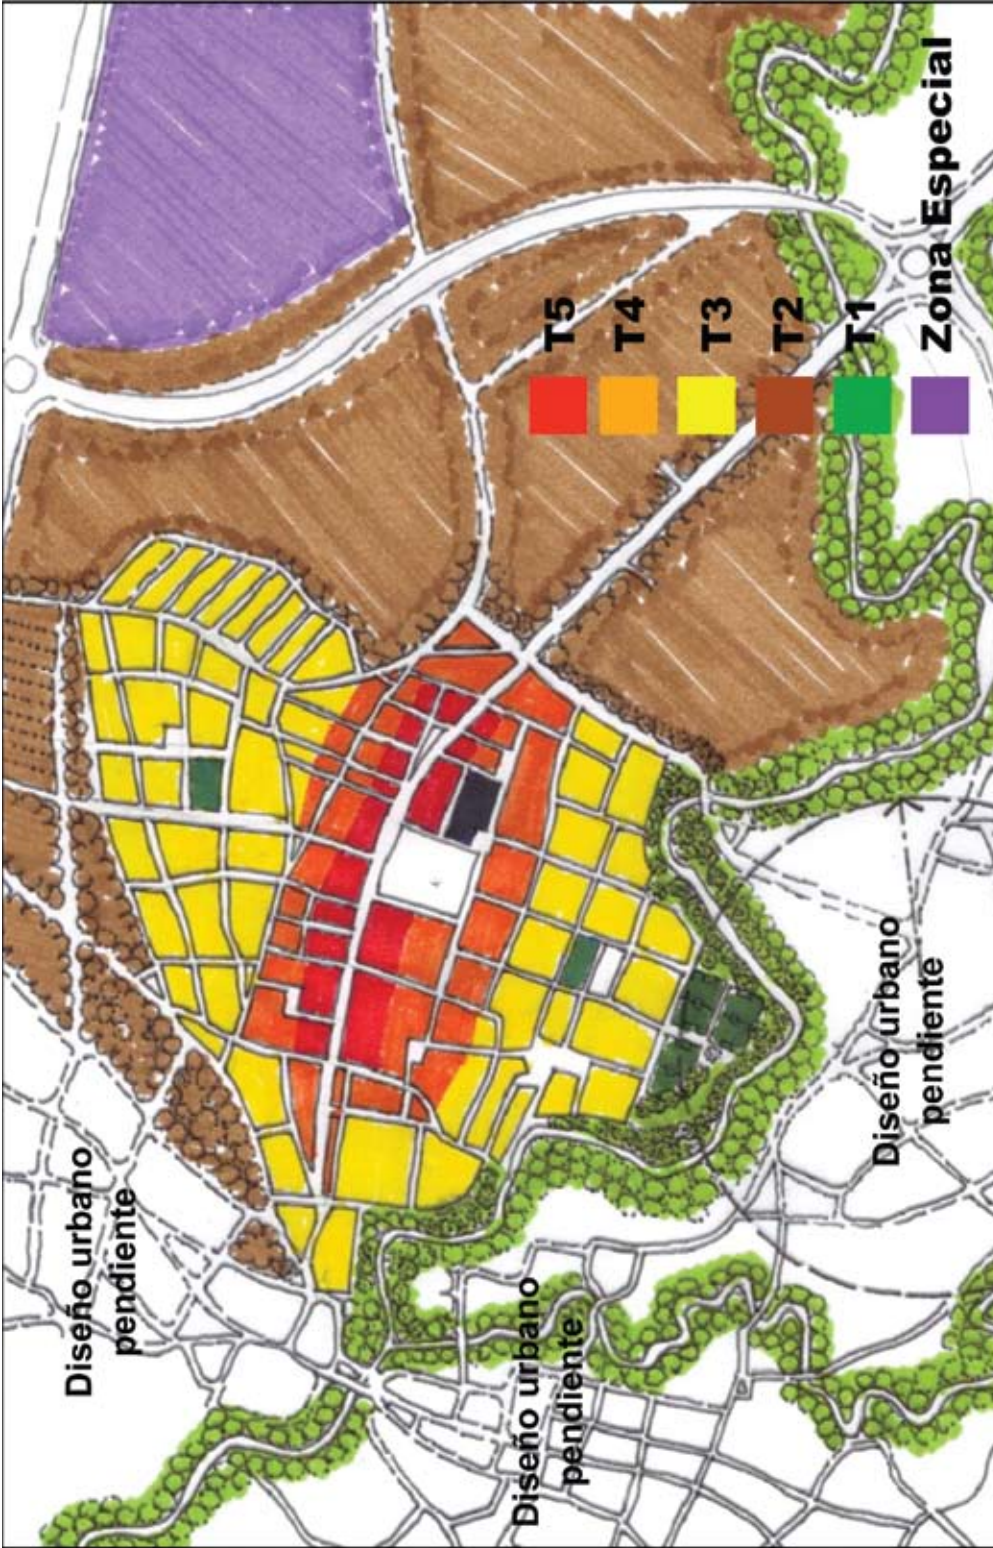 Diseño urbano
pendiente
Diseño urbano
pendiente
Diseño urbano
pendiente
T5
T4
T3
T2
T1
Zona Especial